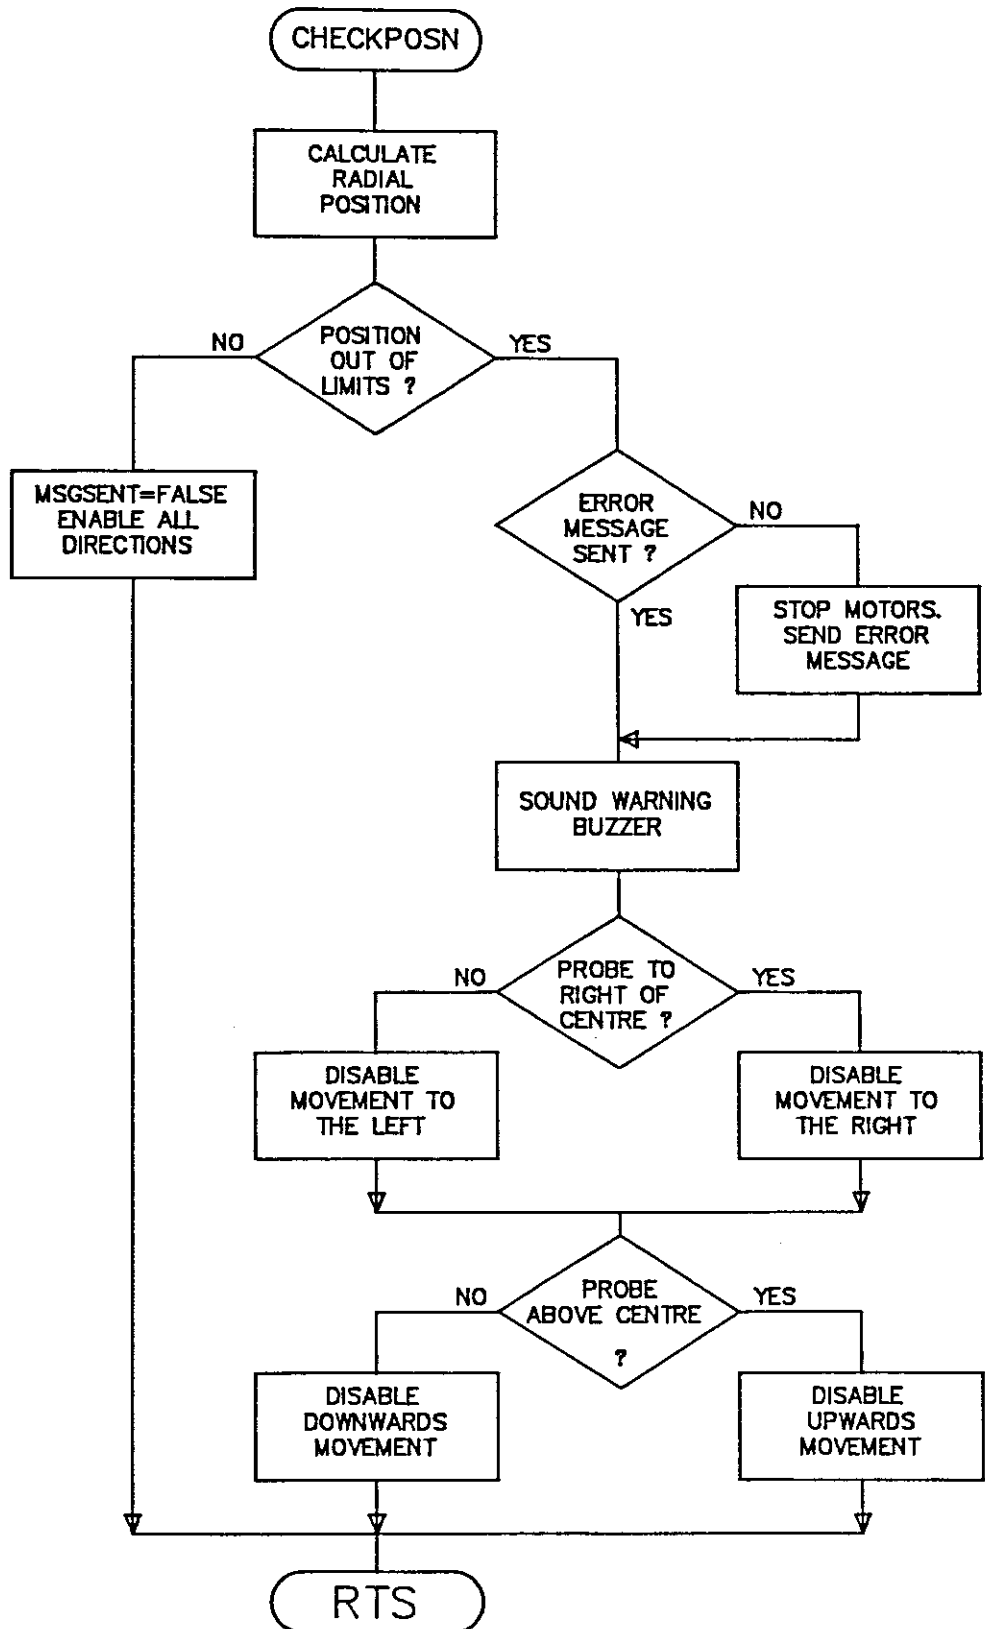 CHECKPOSN
CALCULATE
RADIAL
POSITION
POSITION
OUT OF
LIMITS ?
NO
YES
MSGSENT=FALSE
ENABLE ALL
DIRECTIONS
ERROR
MESSAGE
SENT ?
NO
YES
STOP MOTORS.
SEND ERROR
MESSAGE
SOUND WARNING
BUZZER
PROBE TO
RIGHT OF
CENTRE ?
NO
YES
DISABLE
MOVEMENT TO
THE LEFT
DISABLE
MOVEMENT TO
THE RIGHT
PROBE
ABOVE CENTRE
?
NO
YES
DISABLE
DOWNWARDS
MOVEMENT
DISABLE
UPWARDS
MOVEMENT
RTS